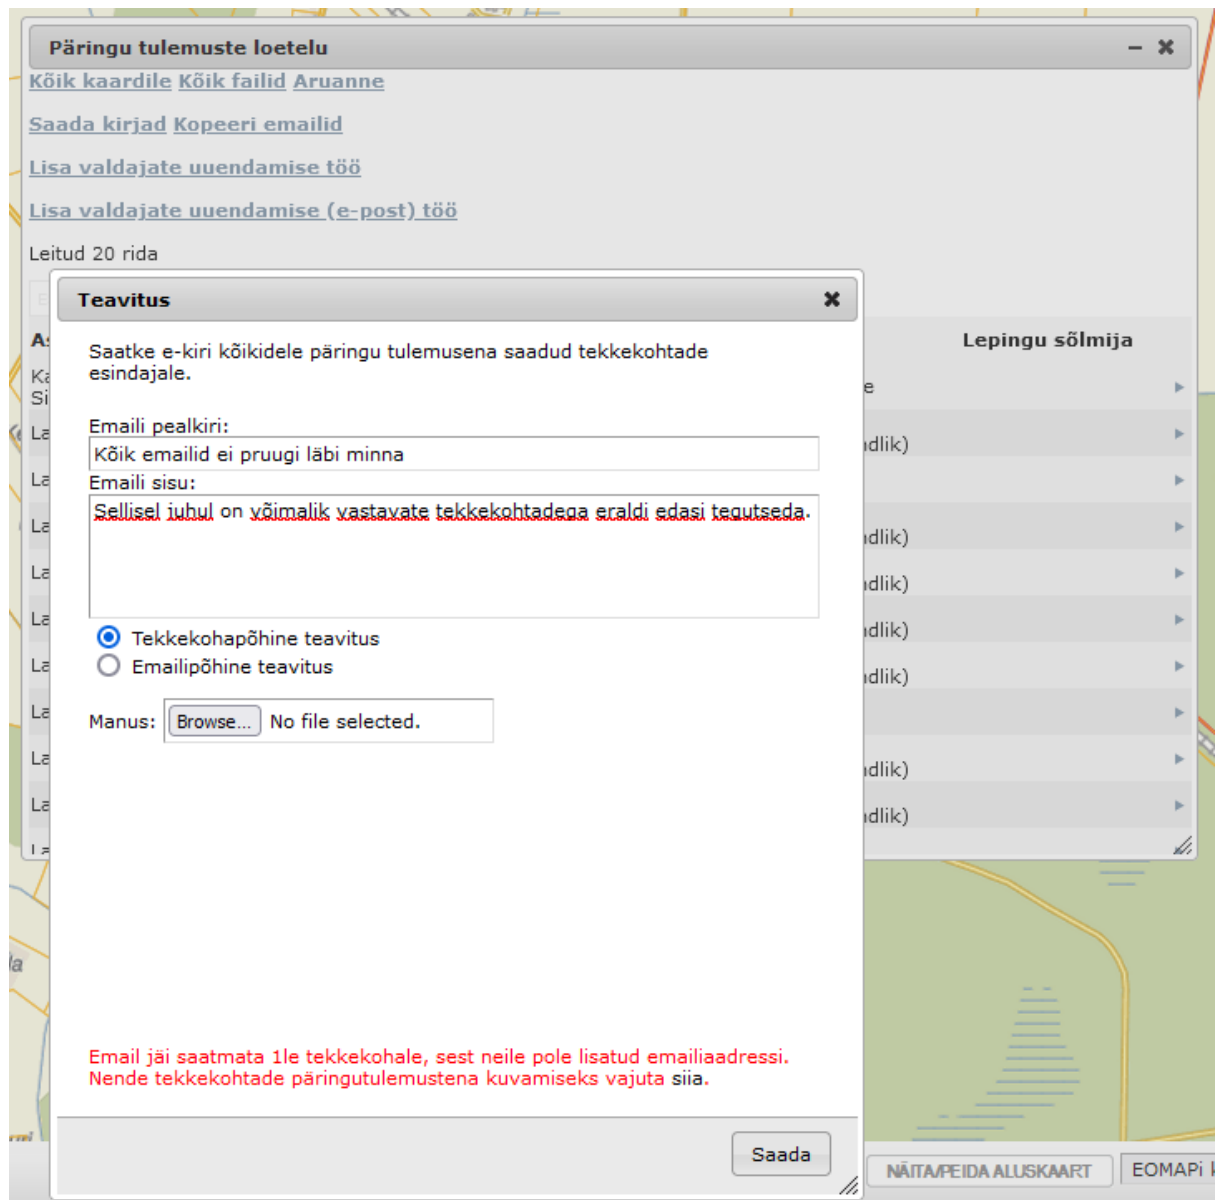 Päringu tulemuste loetelu
Kõik kaardile Kõik failid Aruanne
Saada kirjad Kopeeri emailid
Lisa valdajate uuendamise töö
Lisa valdajate uuendamise (e-post) töö
Leitud 20 rida
Teavitus
Lepingu sõlmija
Saatke e-kiri kõikidele päringu tulemusena saadud tekkekohtade
esindajale.
Emaili pealkiri:
Kõik emailid ei pruugi läbi minna
Emaili sisu:
Sellisel juhul on võimalik vastavate tekkekohtadega eraldi edasi tegutseda.
Tekkekohapõhine teavitus
Emailipõhine teavitus
Manus: Browse... No file selected.
Email jäi saatmata 1le tekkekohale, sest neile pole lisatud emailiaadressi.
Nende tekkekohtade päringutulemustena kuvamiseks vajuta siia.
Saada
NÄITA/PEIDA ALUSKAART
EOMAPi